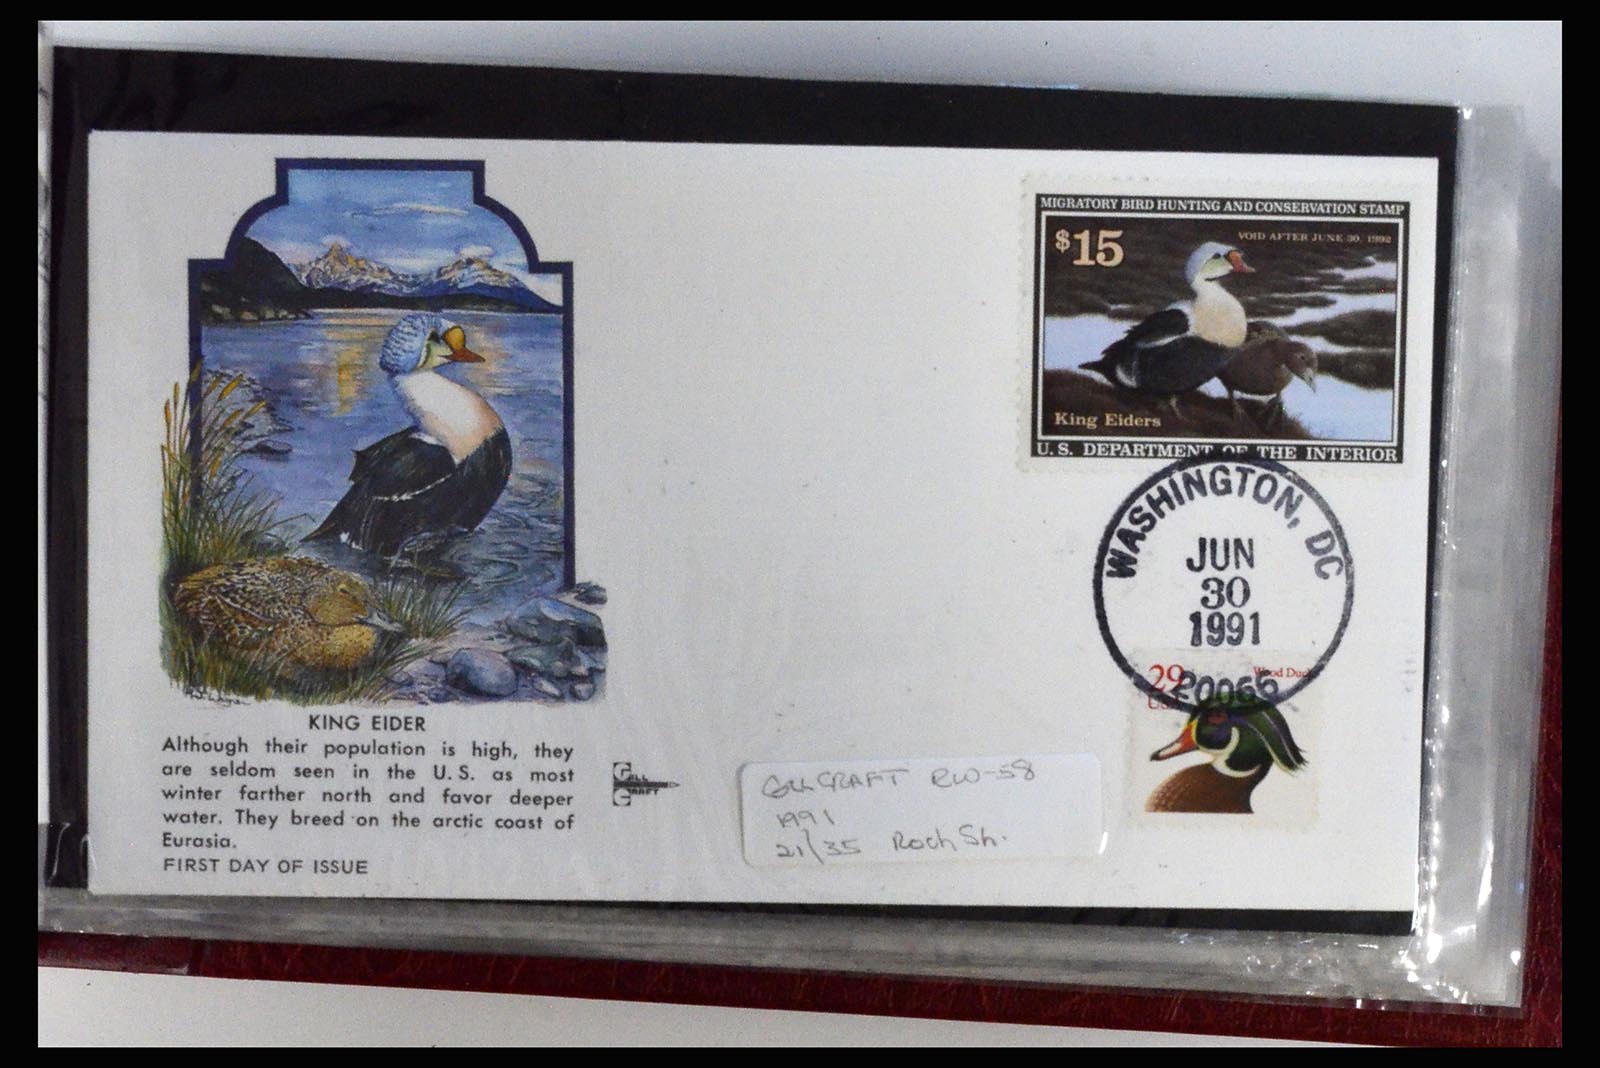 MIGRATORY BIRD HUNTING AND CONSERVATION STAMP
$15
VOID AFTER JUNE 30, 1992
King Eiders
U.S. DEPARTMENT OF THE INTERIOR
WASHINGTON, DC
JUN
30
1991
20066
29
USA
Wood Duck
KING EIDER
Although their population is high, they
are seldom seen in the U.S. as most
winter farther north and favor deeper
water. They breed on the arctic coast of
Eurasia.
FIRST DAY OF ISSUE
GILL
CRAFT
GILLCRAFT RW-58
1991
21/35 Roch Sh.